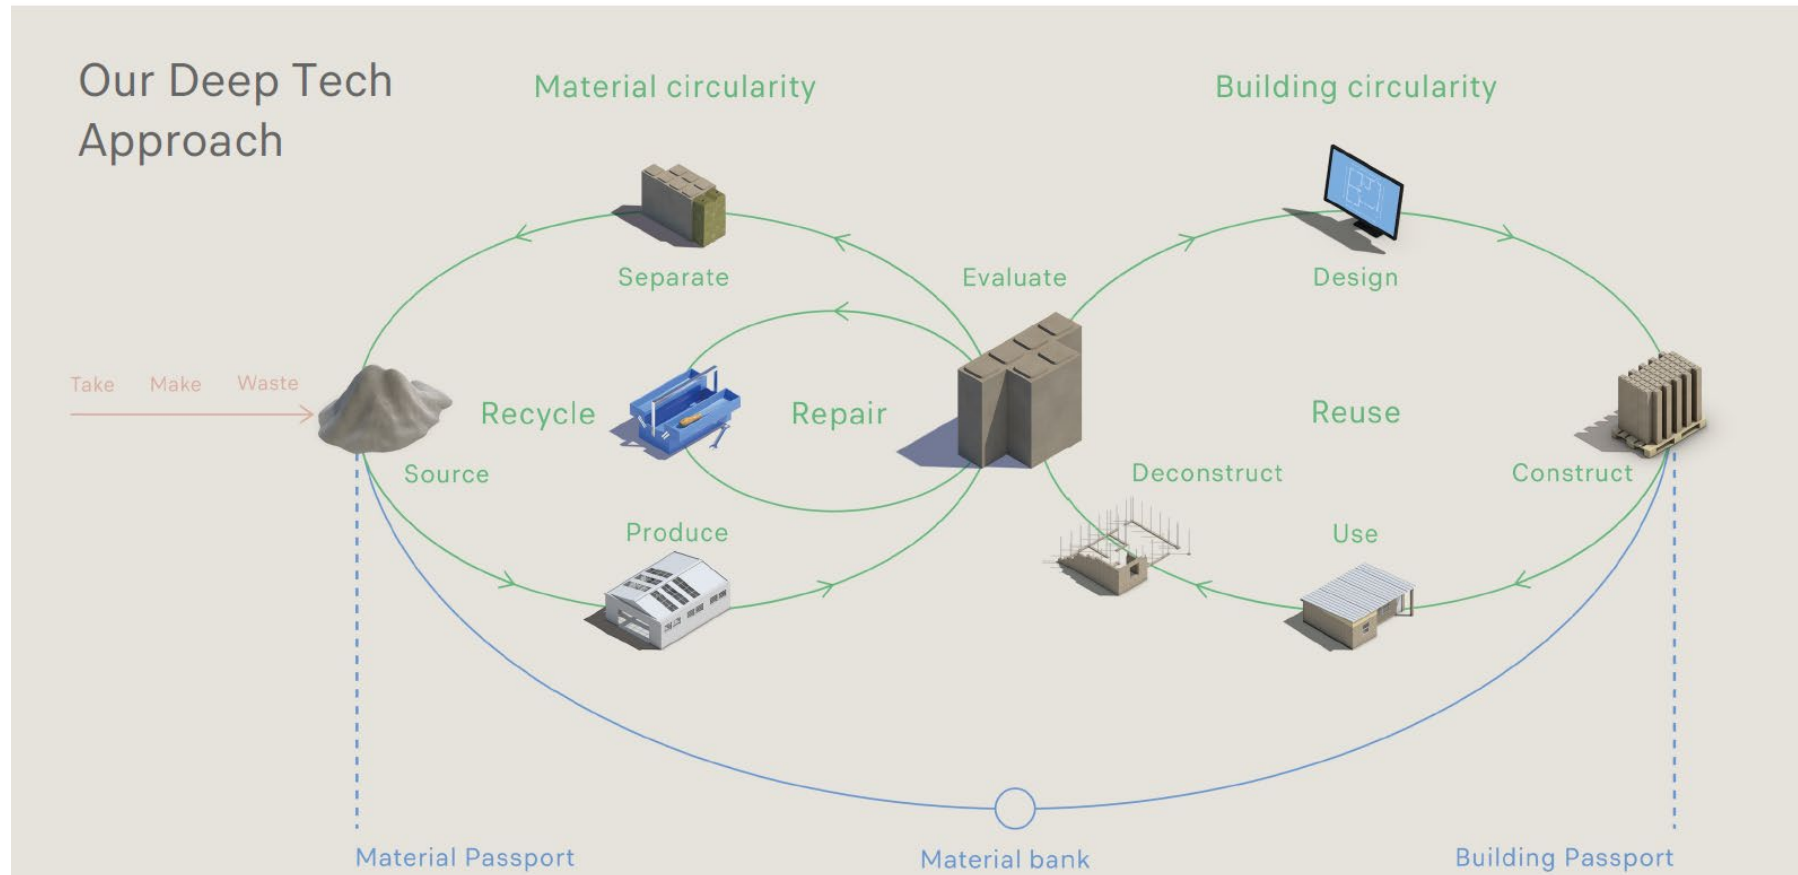 Our Deep Tech
Approach
Material circularity
Building circularity
Separate
Evaluate
Design
Take Make Waste
Recycle
Repair
Reuse
Source
Deconstruct
Construct
Produce
Use
Material Passport
Material bank
Building Passport